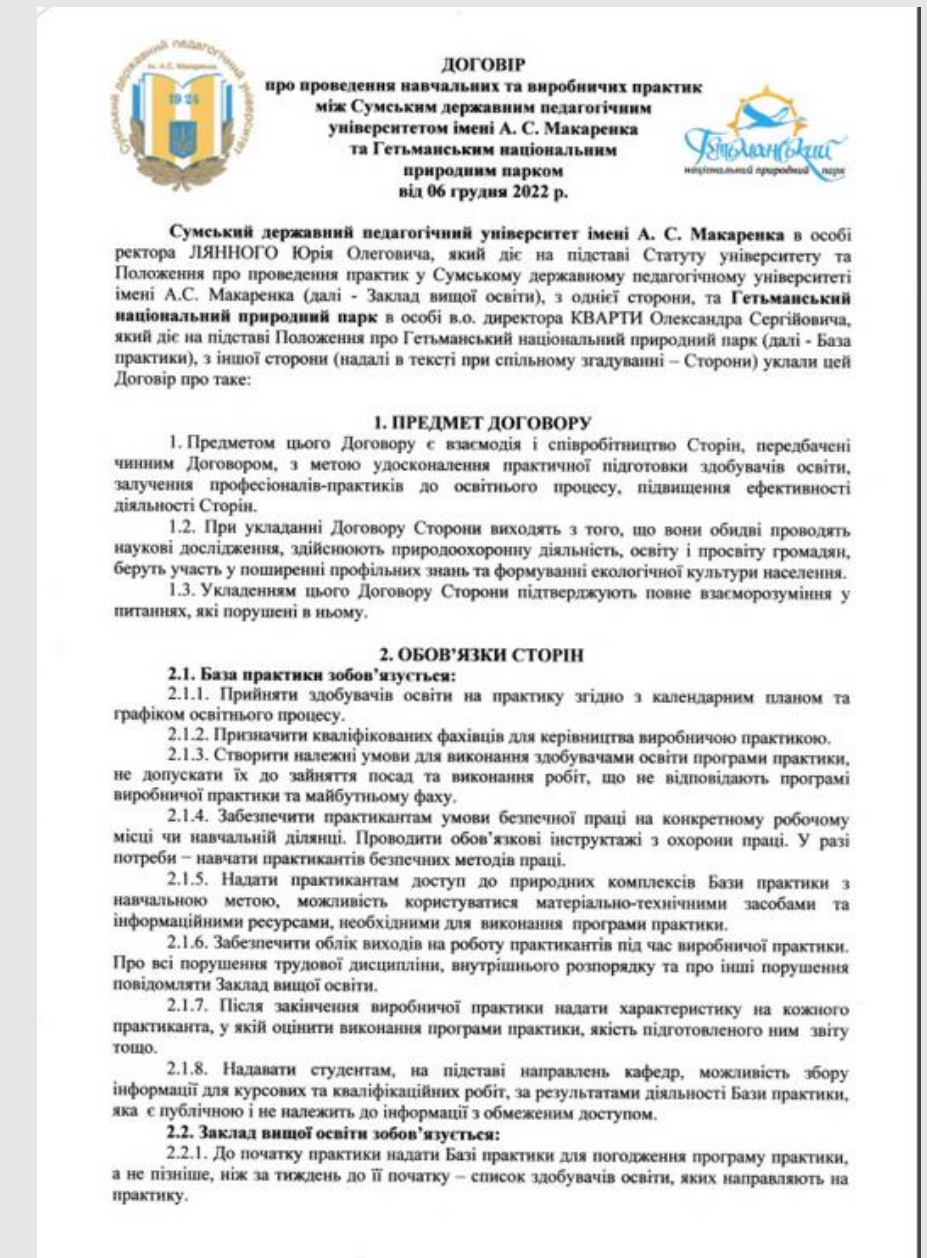 Сумський державний педагогічний університет
ім. А.С. Макаренка
1924
ДОГОВІР
про проведення навчальних та виробничих практик
між Сумським державним педагогічним
університетом імені А. С. Макаренка
та Гетьманським національним
природним парком
від 06 грудня 2022 р.
Гетьманський
національний природний парк
Сумський державний педагогічний університет імені А. С. Макаренка в особі
ректора ЛЯННОГО Юрія Олеговича, який діє на підставі Статуту університету та
Положення про проведення практик у Сумському державному педагогічному університеті
імені А.С. Макаренка (далі - Заклад вищої освіти), з однієї сторони, та Гетьманський
національний природний парк в особі в.о. директора КВАРТИ Олександра Сергійовича,
який діє на підставі Положення про Гетьманський національний природний парк (далі - База
практики), з іншої сторони (надалі в тексті при спільному згадуванні – Сторони) уклали цей
Договір про таке:
1. ПРЕДМЕТ ДОГОВОРУ
1. Предметом цього Договору є взаємодія і співробітництво Сторін, передбачені
чинним Договором, з метою удосконалення практичної підготовки здобувачів освіти,
залучення професіоналів-практиків до освітнього процесу, підвищення ефективності
діяльності Сторін.
1.2. При укладанні Договору Сторони виходять з того, що вони обидві проводять
наукові дослідження, здійснюють природоохоронну діяльність, освіту і просвіту громадян,
беруть участь у поширенні профільних знань та формуванні екологічної культури населення.
1.3. Укладенням цього Договору Сторони підтверджують повне взаєморозуміння у
питаннях, які порушені в ньому.
2. ОБОВ’ЯЗКИ СТОРІН
2.1. База практики зобов’язується:
2.1.1. Прийняти здобувачів освіти на практику згідно з календарним планом та
графіком освітнього процесу.
2.1.2. Призначити кваліфікованих фахівців для керівництва виробничою практикою.
2.1.3. Створити належні умови для виконання здобувачами освіти програми практики,
не допускати їх до зайняття посад та виконання робіт, що не відповідають програмі
виробничої практики та майбутньому фаху.
2.1.4. Забезпечити практикантам умови безпечної праці на конкретному робочому
місці чи навчальній ділянці. Проводити обов’язкові інструктажі з охорони праці. У разі
потреби − навчати практикантів безпечних методів праці.
2.1.5. Надати практикантам доступ до природних комплексів Бази практики з
навчальною метою, можливість користуватися матеріально-технічними засобами та
інформаційними ресурсами, необхідними для виконання програми практики.
2.1.6. Забезпечити облік виходів на роботу практикантів під час виробничої практики.
Про всі порушення трудової дисципліни, внутрішнього розпорядку та про інші порушення
повідомляти Заклад вищої освіти.
2.1.7. Після закінчення виробничої практики надати характеристику на кожного
практиканта, у якій оцінити виконання програми практики, якість підготовленого ним звіту
тощо.
2.1.8. Надавати студентам, на підставі направлень кафедр, можливість збору
інформації для курсових та кваліфікаційних робіт, за результатами діяльності Бази практики,
яка є публічною і не належить до інформації з обмеженим доступом.
2.2. Заклад вищої освіти зобов’язується:
2.2.1. До початку практики надати Базі практики для погодження програму практики,
а не пізніше, ніж за тиждень до її початку – список здобувачів освіти, яких направляють на
практику.